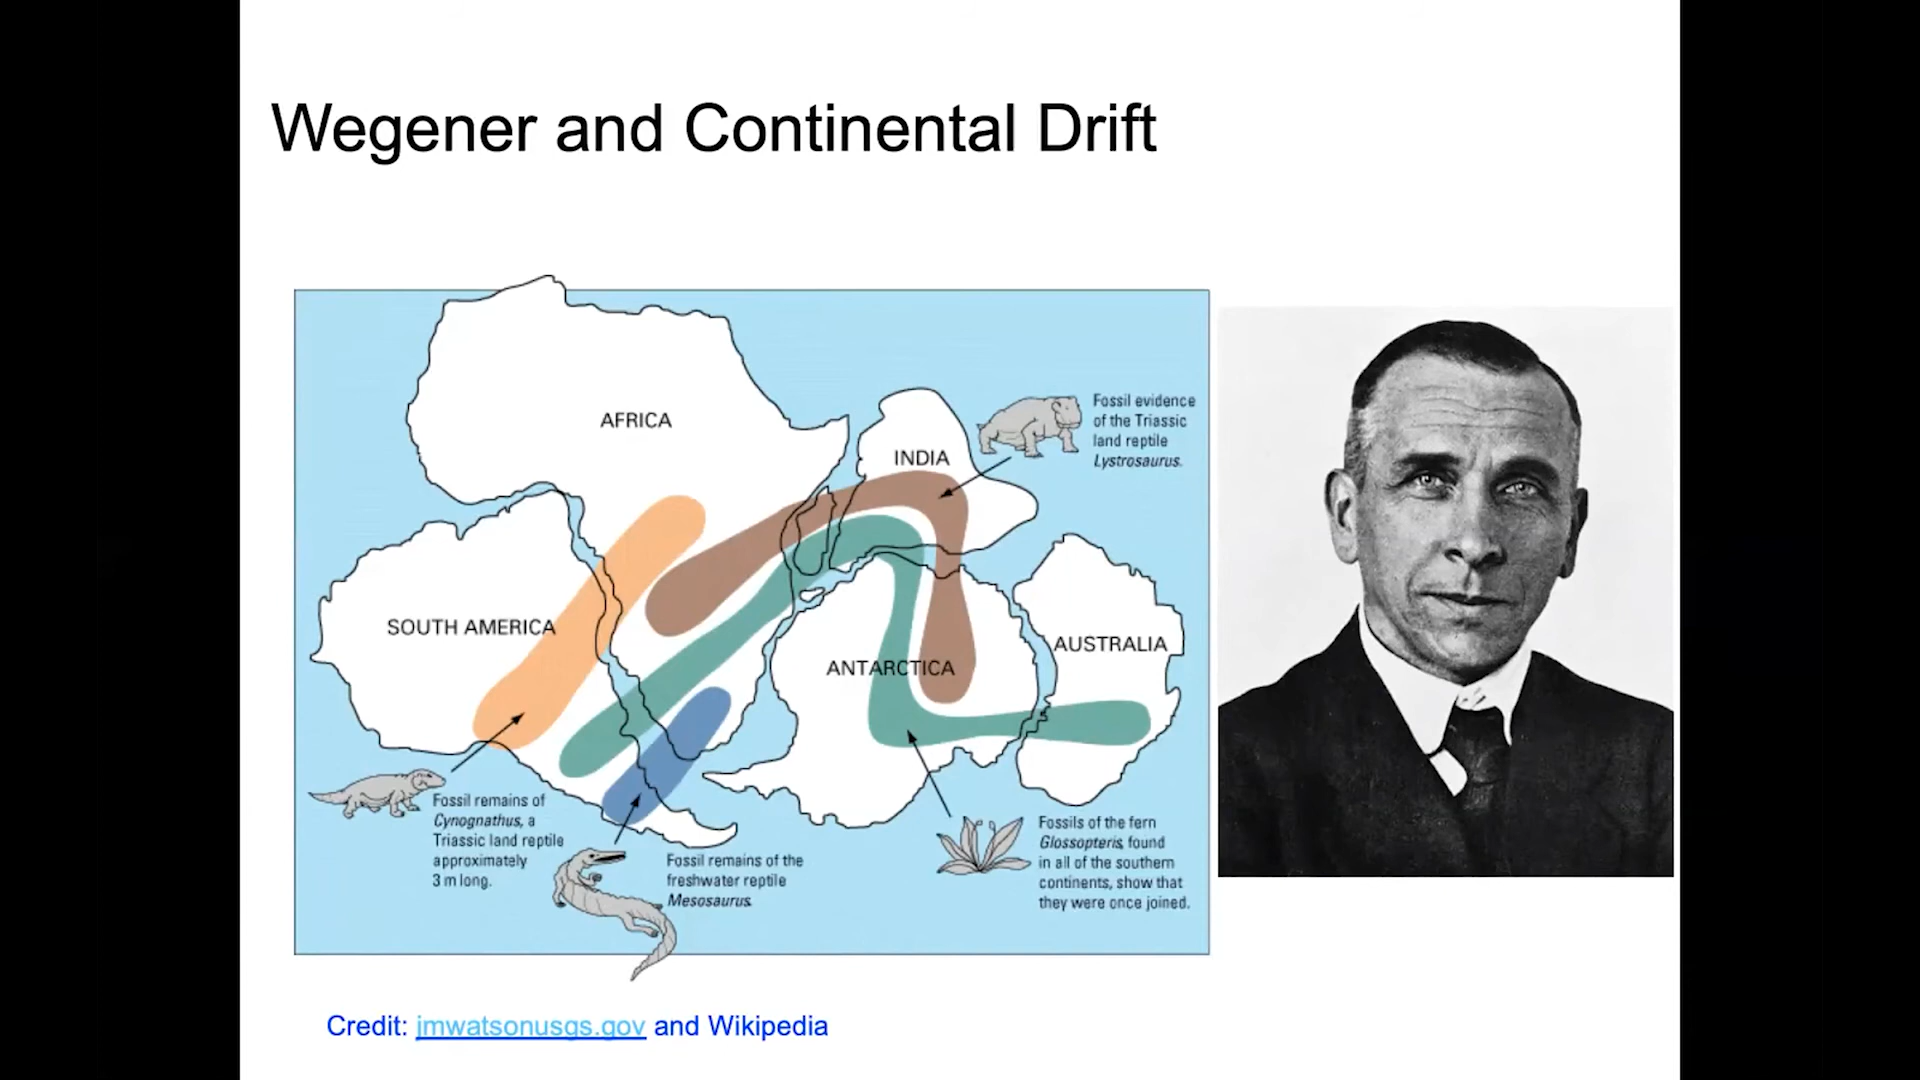 Wegener and Continental Drift
AFRICA
INDIA
Fossil evidence
of the Triassic
land reptile
Lystrosaurus.
SOUTH AMERICA
ANTARCTICA
AUSTRALIA
Fossil remains of
Cynognathus, a
Triassic land reptile
approximately
3 m long.
Fossil remains of the
freshwater reptile
Mesosaurus.
Fossils of the fern
Glossopteris, found
in all of the southern
continents, show that
they were once joined.
Credit: jmwatsonusgs.gov and Wikipedia